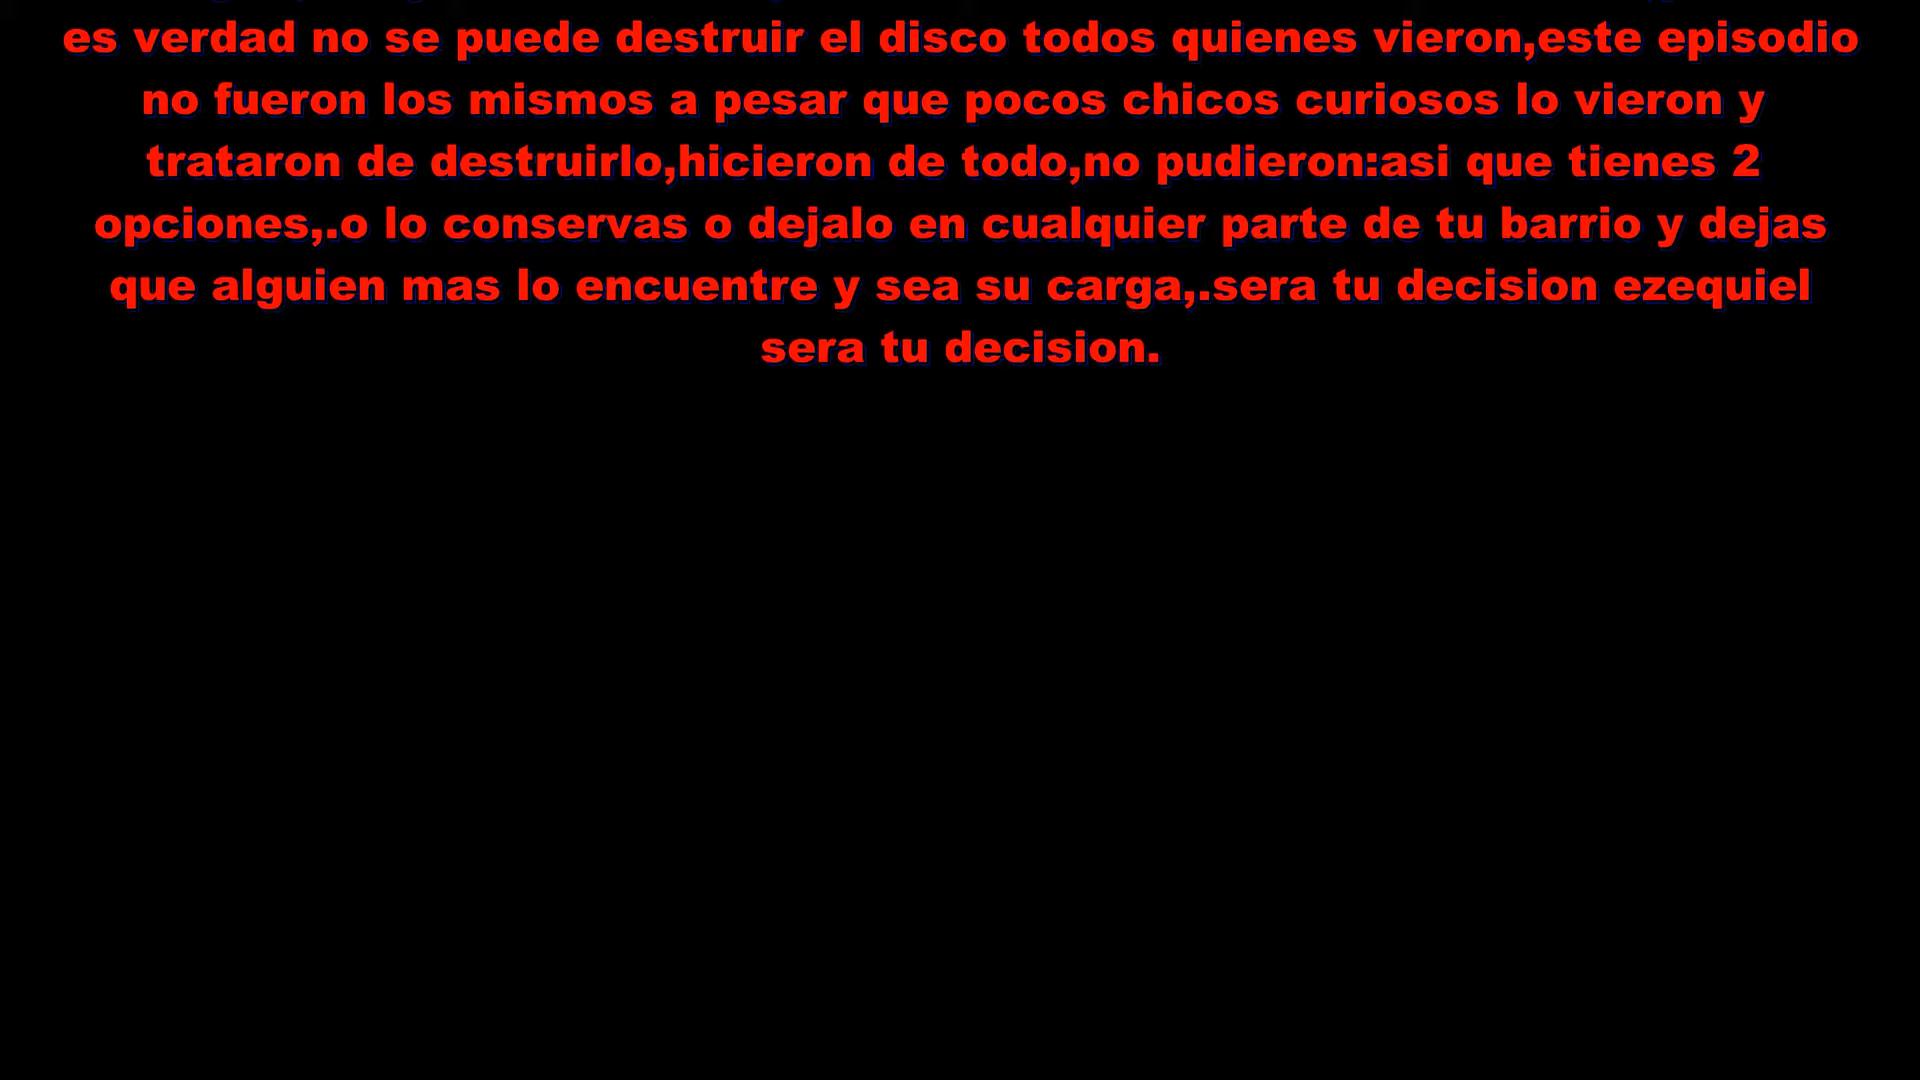 es verdad no se puede destruir el disco todos quienes vieron,este episodio
no fueron los mismos a pesar que pocos chicos curiosos lo vieron y
trataron de destruirlo,hicieron de todo,no pudieron:asi que tienes 2
opciones,.o lo conservas o dejalo en cualquier parte de tu barrio y dejas
que alguien mas lo encuentre y sea su carga,.sera tu decision ezequiel
sera tu decision.